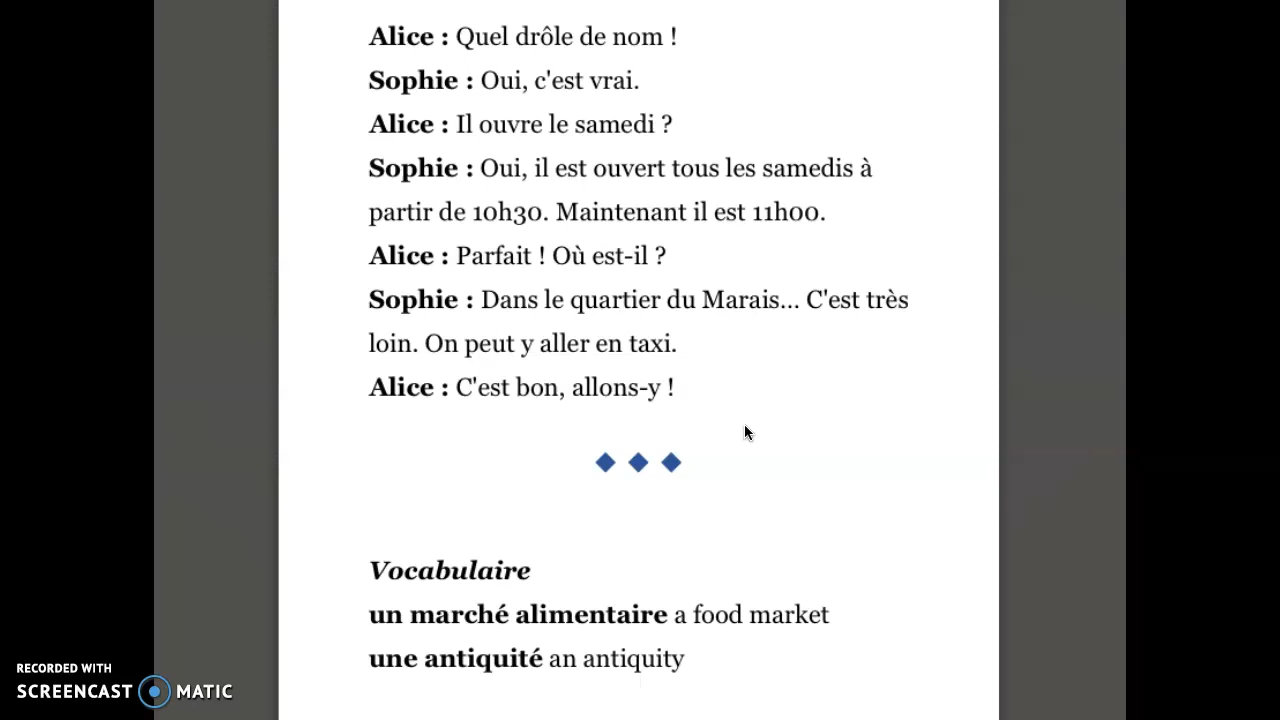 Alice : Quel drôle de nom !
Sophie : Oui, c'est vrai.
Alice : Il ouvre le samedi ?
Sophie : Oui, il est ouvert tous les samedis à
partir de 10h30. Maintenant il est 11h00.
Alice : Parfait ! Où est-il ?
Sophie : Dans le quartier du Marais... C'est très
loin. On peut y aller en taxi.
Alice : C'est bon, allons-y !
Vocabulaire
un marché alimentaire a food market
une antiquité an antiquity
RECORDED WITH
SCREENCAST MATIC